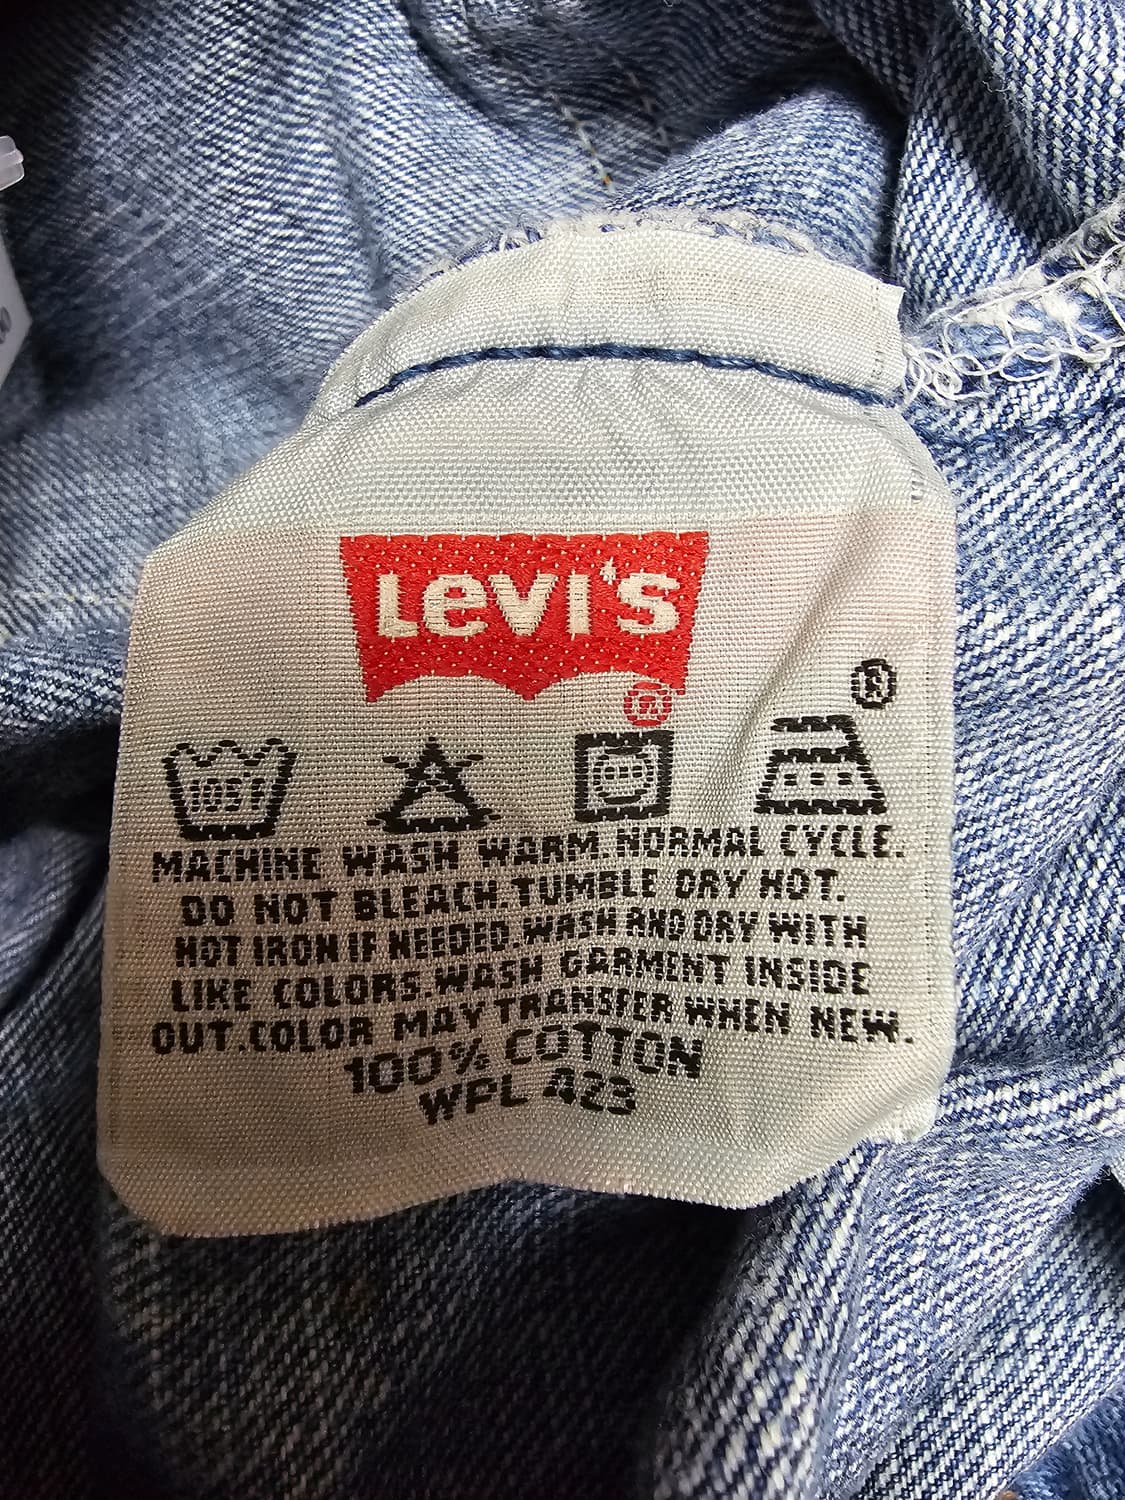 Levi's
®
®
105°F
MACHINE WASH WARM.NORMAL CYCLE.
DO NOT BLEACH.TUMBLE DRY HOT.
HOT IRON IF NEEDED.WASH AND DRY WITH
LIKE COLORS.WASH GARMENT INSIDE
OUT.COLOR MAY TRANSFER WHEN NEW.
100% COTTON
WPL 423